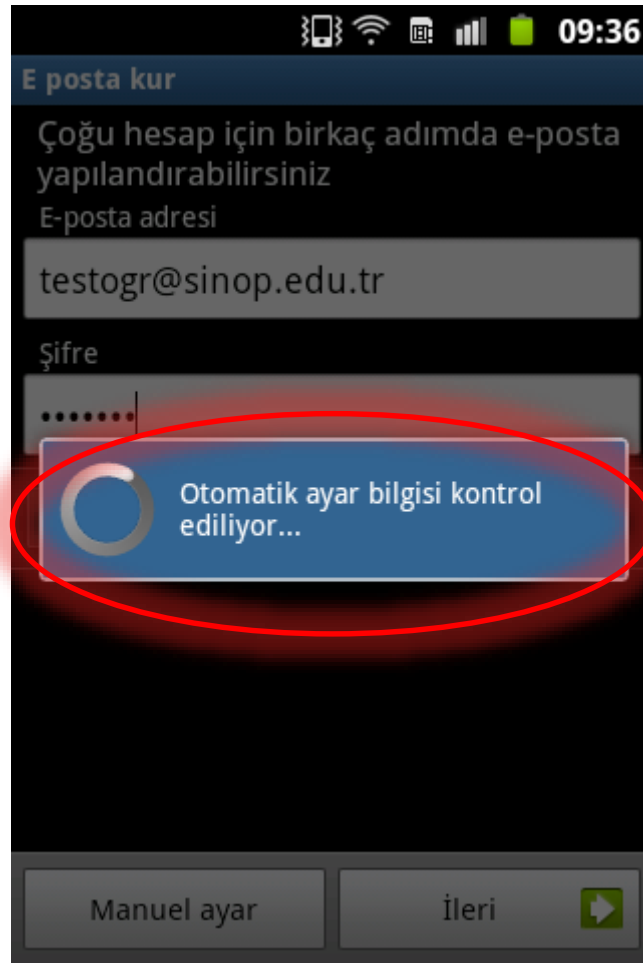 09:36
E posta kur
Çoğu hesap için birkaç adımda e-posta
yapılandırabilirsiniz
E-posta adresi
testogr@sinop.edu.tr
Şifre
•••••••
Otomatik ayar bilgisi kontrol
ediliyor...
Manuel ayar
İleri